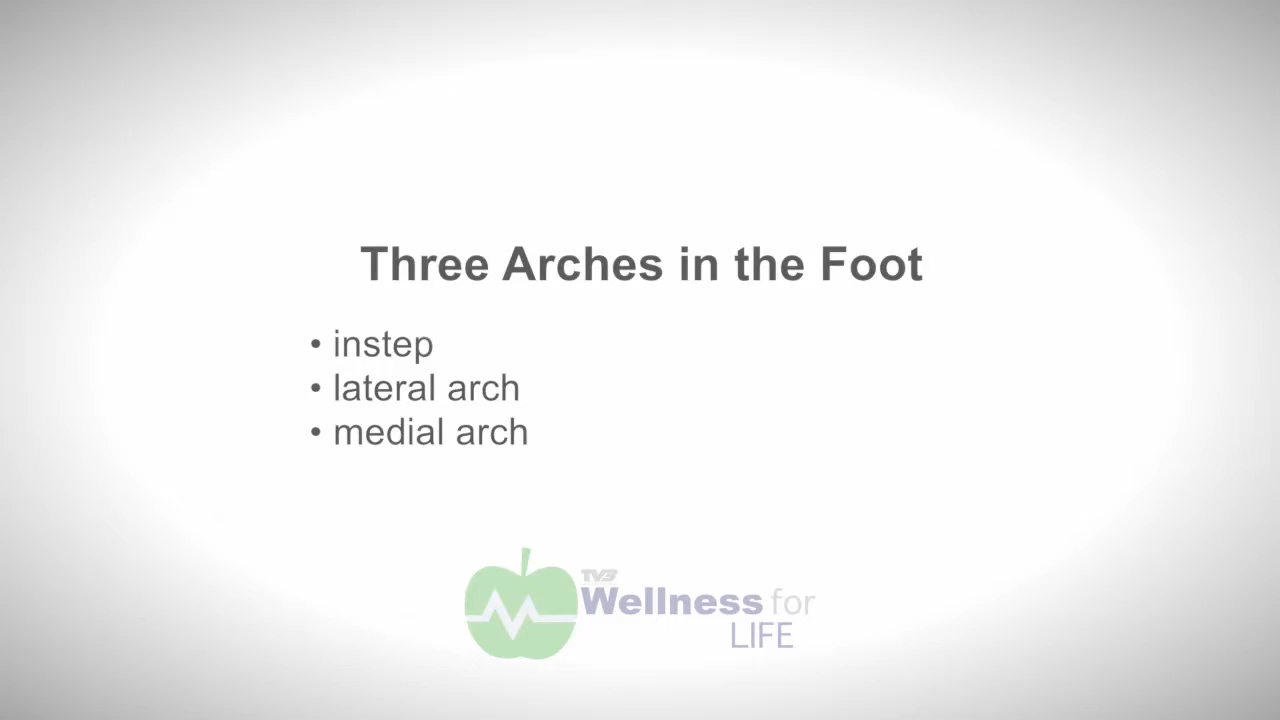 Three Arches in the Foot
• instep
• lateral arch
• medial arch
TV3
Wellness for
LIFE